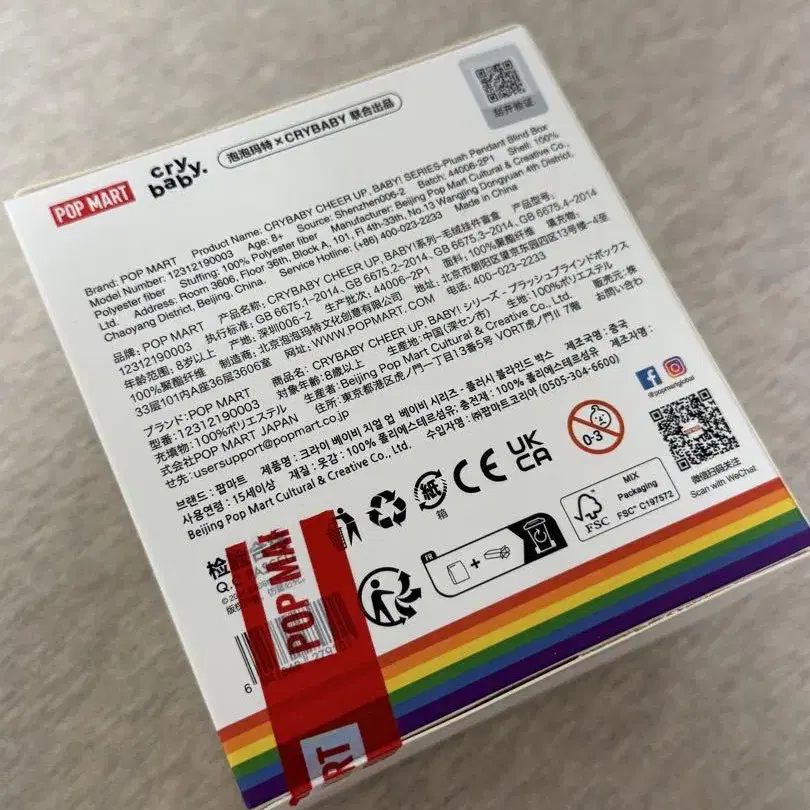 POP MART
cry baby.
泡泡玛特×CRYBABY 联合出品
刮开验证
Brand: POP MART Product Name: CRYBABY CHEER UP, BABY! SERIES-Plush Pendant Blind Box
Model Number: 12312190003 Age: 8+ Source: Shenzhen006-2 Batch: 44006-2P1 Shell: 100%
Polyester fiber Stuffing: 100% Polyester fiber Manufacturer: Beijing Pop Mart Cultural & Creative Co.,
Ltd. Address: Room 3606, Floor 36th, Block A, 101, Fl 4th-33th, No.13 Wangjing Dongyuan 4th District,
Chaoyang District, Beijing, China. Service Hotline: (+86) 400-023-2233 Made in China
品牌: POP MART 产品名称: CRYBABY CHEER UP, BABY!系列-毛绒挂件盲盒 产品型号:
12312190003 执行标准: GB 6675.1-2014, GB 6675.2-2014, GB 6675.3-2014, GB 6675.4-2014
年龄范围: 8岁以上 产地: 深圳006-2 生产批次: 44006-2P1 面料: 100%聚酯纤维 填充物:
100%聚酯纤维 制造商: 北京泡泡玛特文化创意有限公司 地址: 北京市朝阳区望京东园四区13号楼-4至
33层101内A座36层3606室 网址: WWW.POPMART.COM 电话: 400-023-2233
ブランド: POP MART 商品名: CRYBABY CHEER UP, BABY! シリーズ - プラッシュブラインドボックス
型番: 12312190003 対象年齢: 8歳以上 生産地: 中国(深セン市) 生地: 100%ポリエステル
充填物: 100%ポリエステル 生産者: Beijing Pop Mart Cultural & Creative Co., Ltd. 販売元: 株
式会社POP MART JAPAN 住所: 東京都港区虎ノ門一丁目13番5号 VORT虎ノ門II 7階 お問い合わ
せ先: usersupport@popmart.co.jp
브랜드: 팝마트 제품명: 크라이 베이비 치얼 업 베이비 시리즈 - 플러시 블라인드 박스 제조국명: 중국
사용연령: 15세이상 재질: 옷감: 100% 폴리에스테르섬유, 충전제: 100% 폴리에스테르섬유 제조자명:
Beijing Pop Mart Cultural & Creative Co., Ltd. 수입자명: ㈜팝마트코리아 (0505-304-6600)
@popmartglobal
微信扫码关注
Scan with WeChat
0-3
紙
箱
CE
UK
CA
FR
+
FSC
MIX
Packaging
FSC® C197572
POP MART